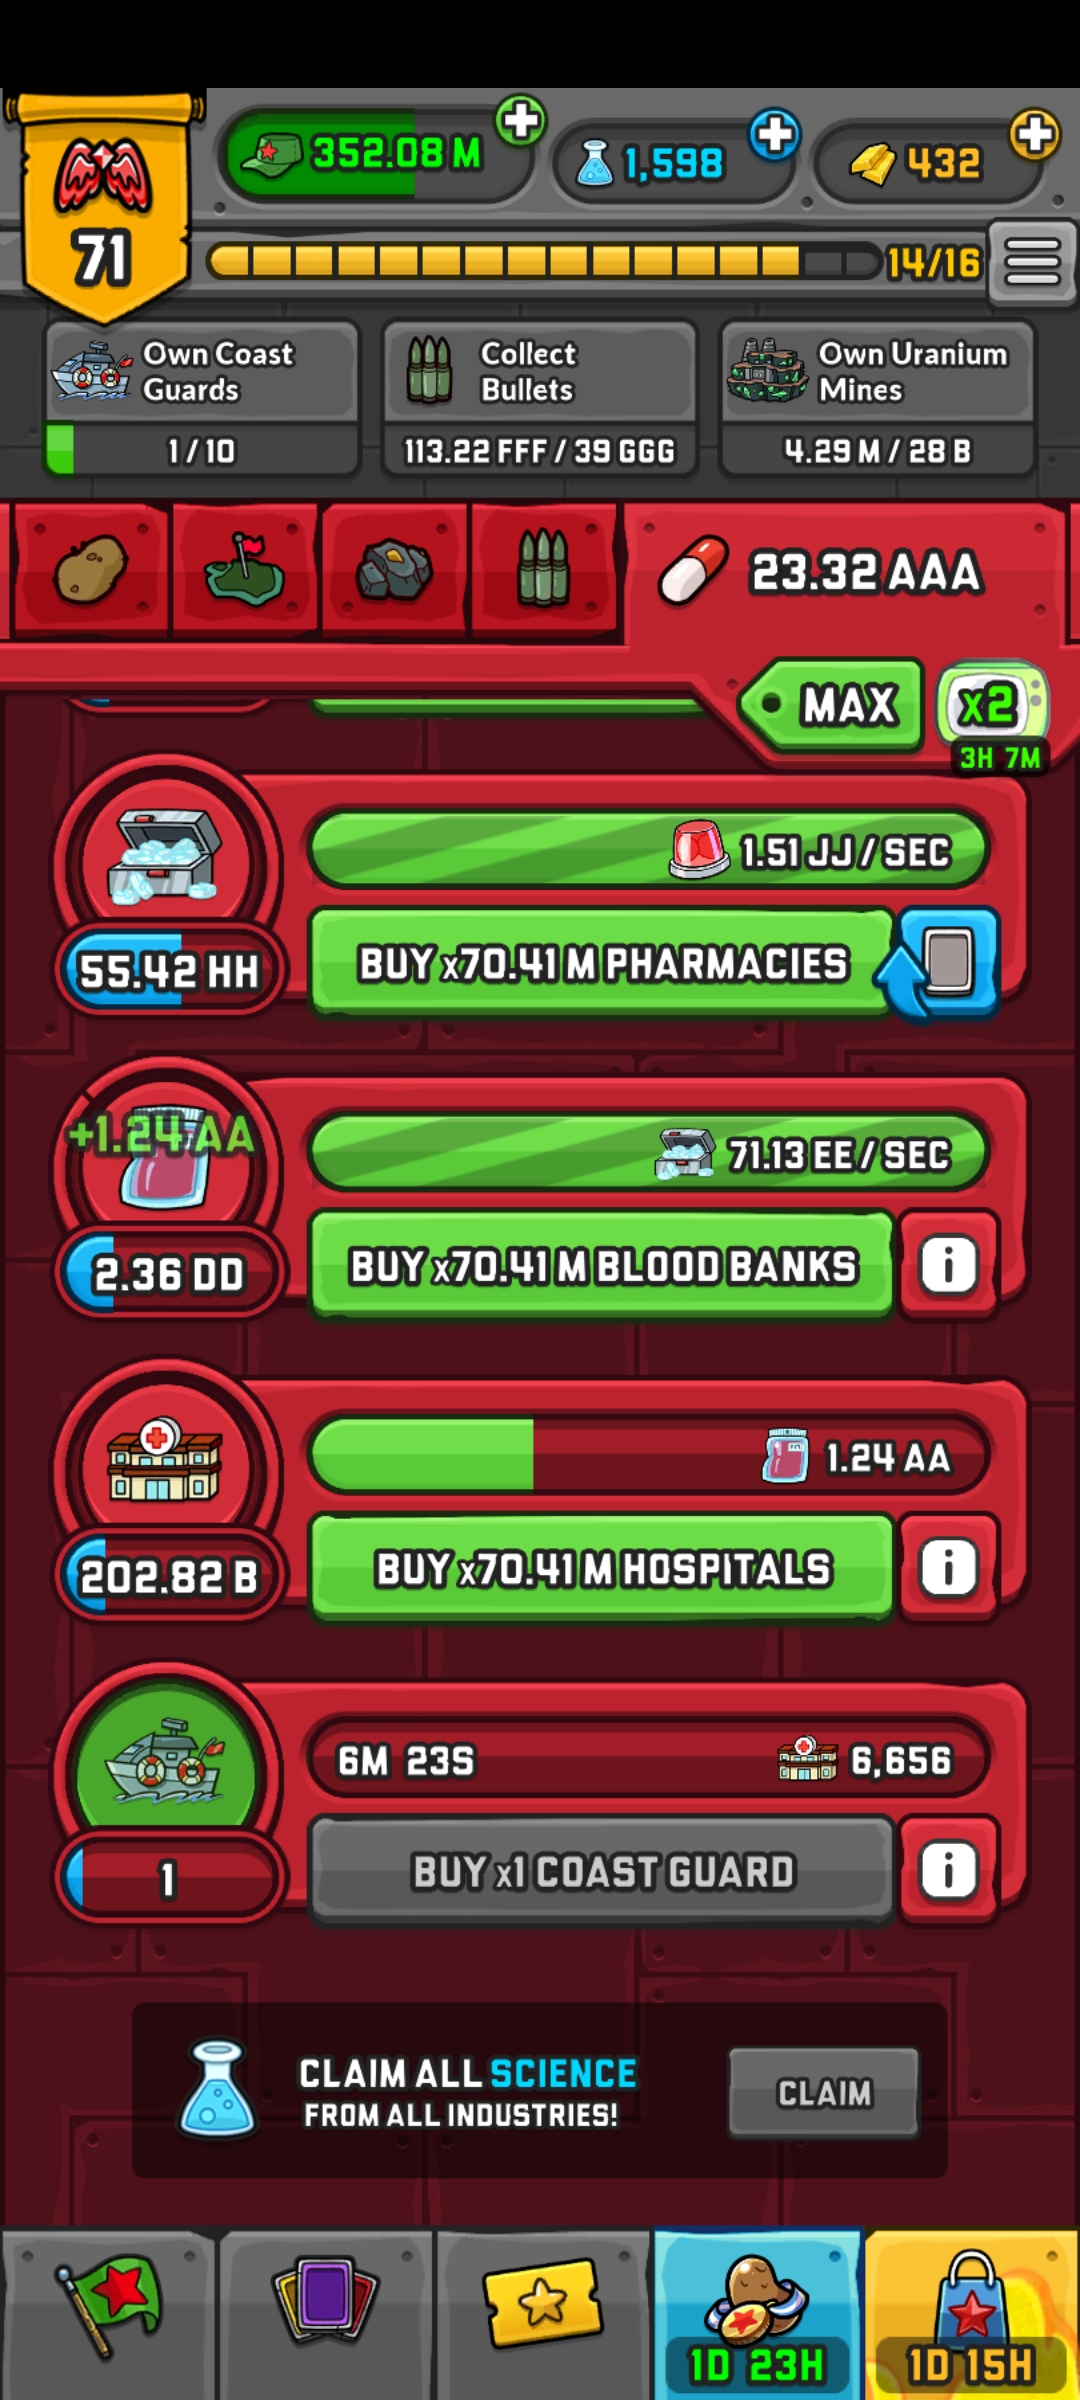 71
352.08 M
1,598
432
14/16
Own Coast
Guards
1 / 10
Collect
Bullets
113.22 FFF / 39 GGG
Own Uranium
Mines
4.29 M / 28 B
23.32 AAA
MAX
x2
3H 7M
1.51 JJ / SEC
55.42 HH
BUY x70.41 M PHARMACIES
+1.24 AA
71.13 EE / SEC
2.36 DD
BUY x70.41 M BLOOD BANKS
i
1.24 AA
202.82 B
BUY x70.41 M HOSPITALS
i
6M 23S
6,656
1
BUY x1 COAST GUARD
i
CLAIM ALL SCIENCE
FROM ALL INDUSTRIES!
CLAIM
1D 23H
1D 15H